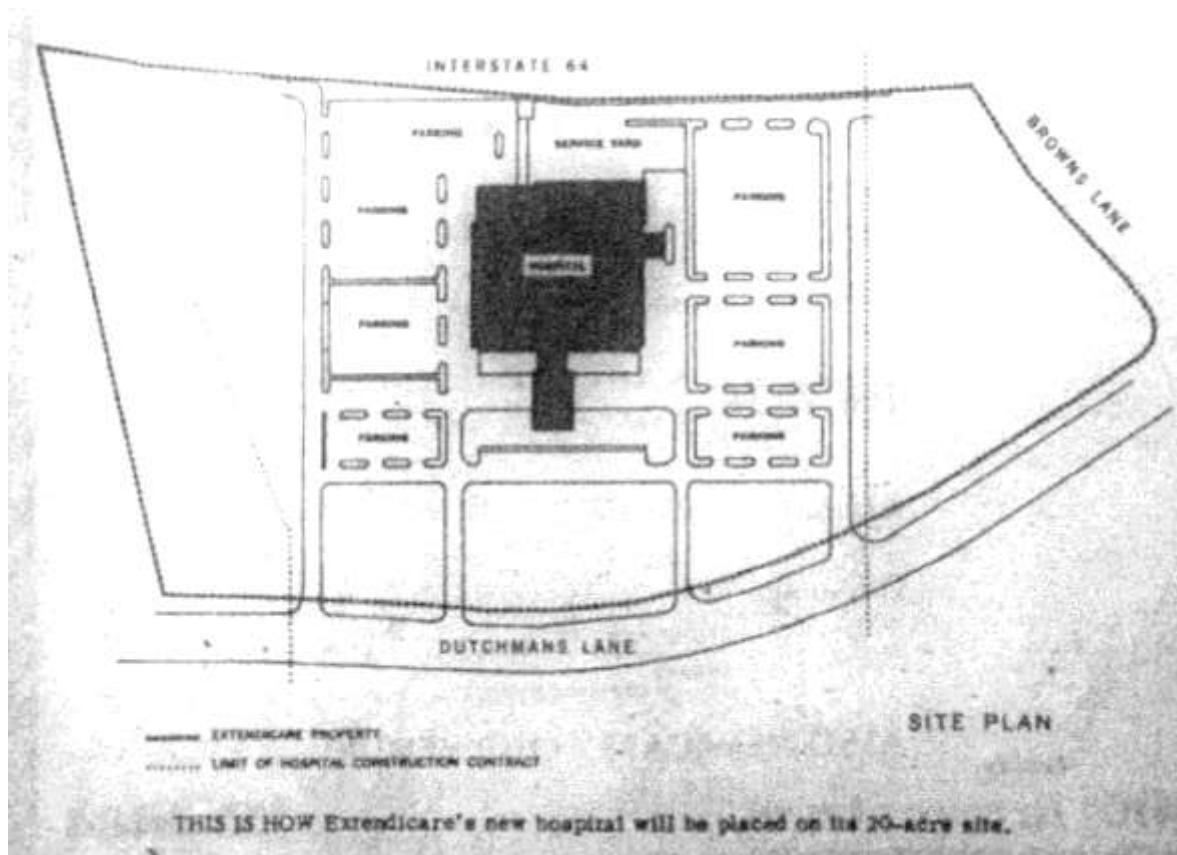 INTERSTATE 64
BROWNS LANE
PARKING
SERVICE YARD
PARKING
PARKING
HOSPITAL
PARKING
PARKING
PARKING
PARKING
DUTCHMANS LANE
SITE PLAN
EXTENDICARE PROPERTY
LIMIT OF HOSPITAL CONSTRUCTION CONTRACT
THIS IS HOW Extendicare's new hospital will be placed on its 20-acre site.